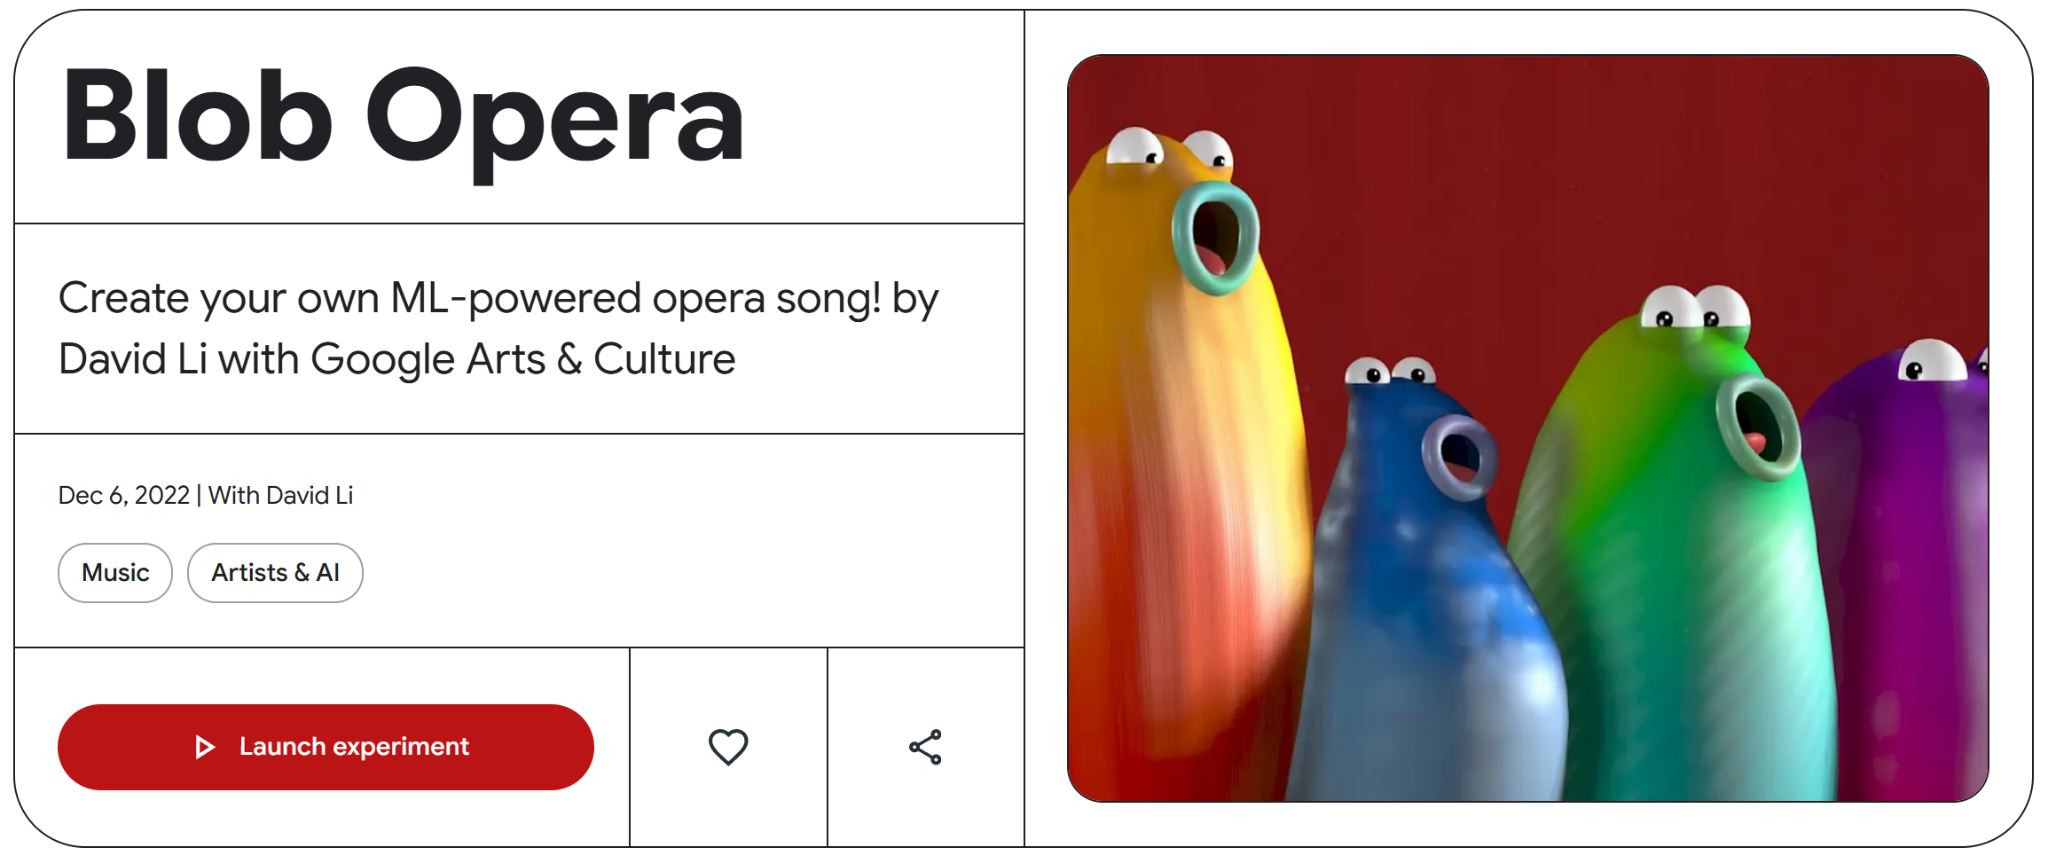 Blob Opera
Create your own ML-powered opera song! by
David Li with Google Arts & Culture
Dec 6, 2022 | With David Li
Music
Artists & AI
Launch experiment